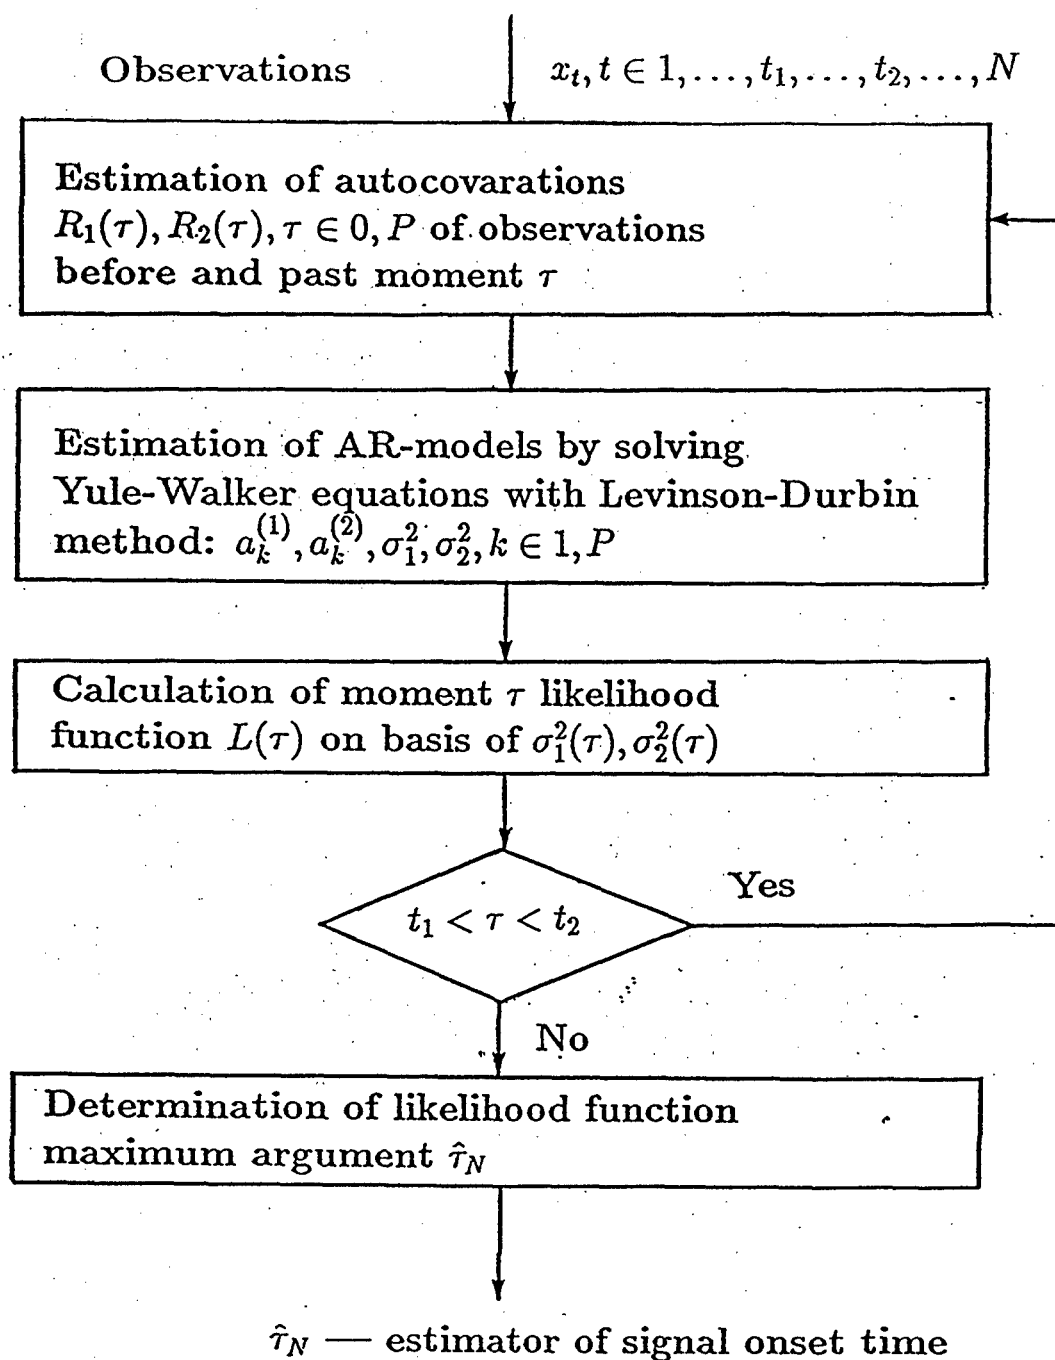 Observations
x_t, t ∈ 1, …, t_1, …, t_2, …, N
Estimation of autocovarations
R_1(τ), R_2(τ), τ ∈ 0, P of observations
before and past moment τ
Estimation of AR-models by solving
Yule-Walker equations with Levinson-Durbin
method: a_k^{(1)}, a_k^{(2)}, σ_1^2, σ_2^2, k ∈ 1, P
Calculation of moment τ likelihood
function L(τ) on basis of σ_1^2(τ), σ_2^2(τ)
t_1 < τ < t_2
Yes
No
Determination of likelihood function
maximum argument τ̂_N
τ̂_N — estimator of signal onset time